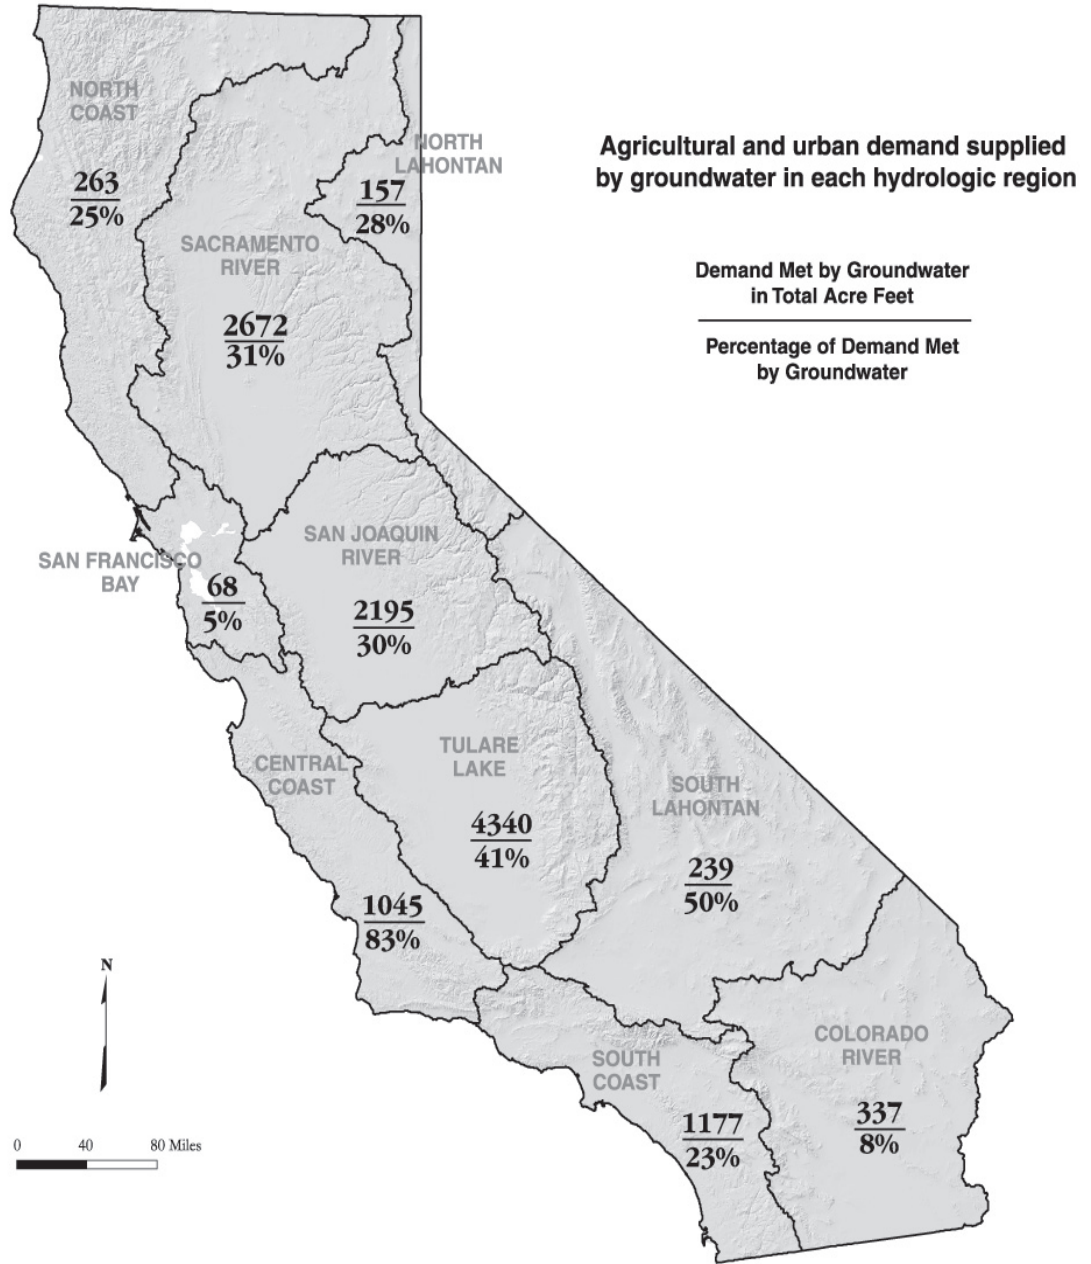 Agricultural and urban demand supplied
by groundwater in each hydrologic region
Demand Met by Groundwater
in Total Acre Feet
Percentage of Demand Met
by Groundwater
NORTH
COAST
263
25%
NORTH
LAHONTAN
157
28%
SACRAMENTO
RIVER
2672
31%
SAN JOAQUIN
RIVER
2195
30%
SAN FRANCISCO
BAY
68
5%
CENTRAL
COAST
1045
83%
TULARE
LAKE
4340
41%
SOUTH
LAHONTAN
239
50%
SOUTH
COAST
1177
23%
COLORADO
RIVER
337
8%
N
0 40 80 Miles